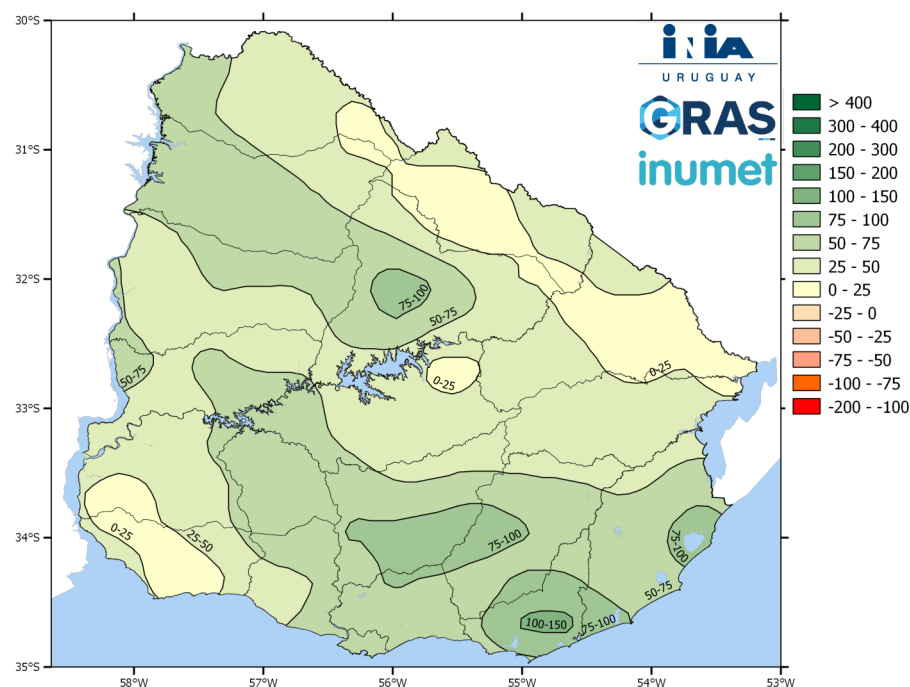 30°S
31°S
32°S
33°S
34°S
35°S
58°W
57°W
56°W
55°W
54°W
53°W
INIA
URUGUAY
GRAS
inumet
> 400
300 - 400
200 - 300
150 - 200
100 - 150
75 - 100
50 - 75
25 - 50
0 - 25
-25 - 0
-50 - -25
-75 - -50
-100 - -75
-200 - -100
75-100
50-75
50-75
0-25
0-25
0-25
25-50
75-100
75-100
50-75
100-150
75-100